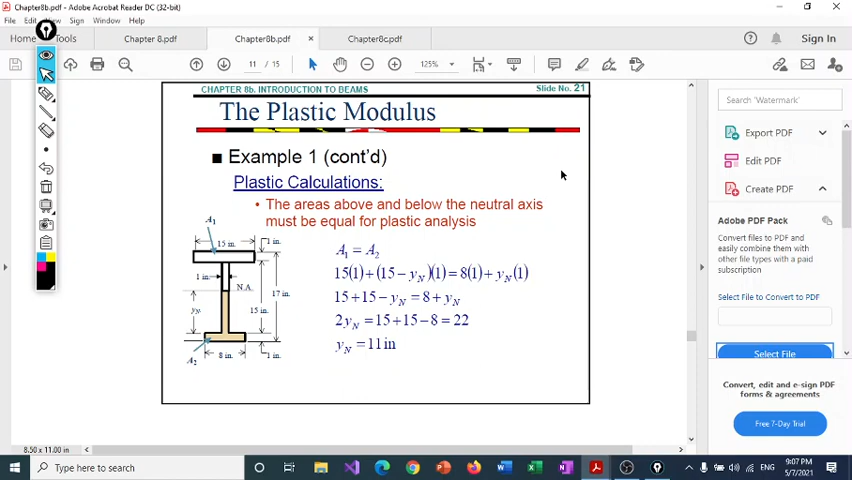 Chapter8b.pdf - Adobe Acrobat Reader DC (32-bit)
File Edit View Sign Window Help
Home Tools Chapter 8.pdf Chapter8b.pdf × Chapter8c.pdf Sign In
11 / 15 125%
CHAPTER 8b. INTRODUCTION TO BEAMS Slide No. 21
The Plastic Modulus
■ Example 1 (cont'd)
Plastic Calculations:
• The areas above and below the neutral axis
must be equal for plastic analysis
A₁
15 in.
1 in.
1 in.
N.A.
17 in.
15 in.
yN
8 in.
1 in.
A₂
A₁ = A₂
15(1)+(15 − yN)(1) = 8(1)+ yN(1)
15+15 − yN = 8 + yN
2yN = 15+15−8 = 22
yN = 11in
Search 'Watermark'
Export PDF
Edit PDF
Create PDF
Adobe PDF Pack
Convert files to PDF and
easily combine them with
other file types with a paid
subscription
Select File to Convert to PDF
Select File
Convert, edit and e-sign PDF
forms & agreements
Free 7-Day Trial
8.50 x 11.00 in
Type here to search
ENG
9:07 PM
5/7/2021